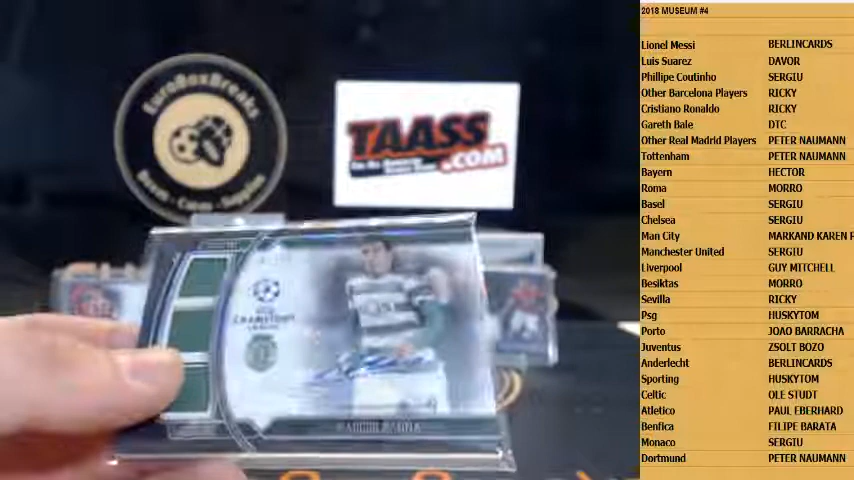 EuroBoxBreaks
TAASS
.COM
CHAMPIONS
LEAGUE
2018 MUSEUM #4
Lionel Messi BERLINCARDS
Luis Suarez DAVOR
Phillipe Coutinho SERGIU
Other Barcelona Players RICKY
Cristiano Ronaldo RICKY
Gareth Bale DTC
Other Real Madrid Players PETER NAUMANN
Tottenham PETER NAUMANN
Bayern HECTOR
Roma MORRO
Basel SERGIU
Chelsea SERGIU
Man City MARKAND KAREN
Manchester United SERGIU
Liverpool GUY MITCHELL
Besiktas MORRO
Sevilla RICKY
Psg HUSKYTOM
Porto JOAO BARRACHA
Juventus ZSOLT BOZO
Anderlecht BERLINCARDS
Sporting HUSKYTOM
Celtic OLE STUDT
Atletico PAUL EBERHARD
Benfica FILIPE BARATA
Monaco SERGIU
Dortmund PETER NAUMANN